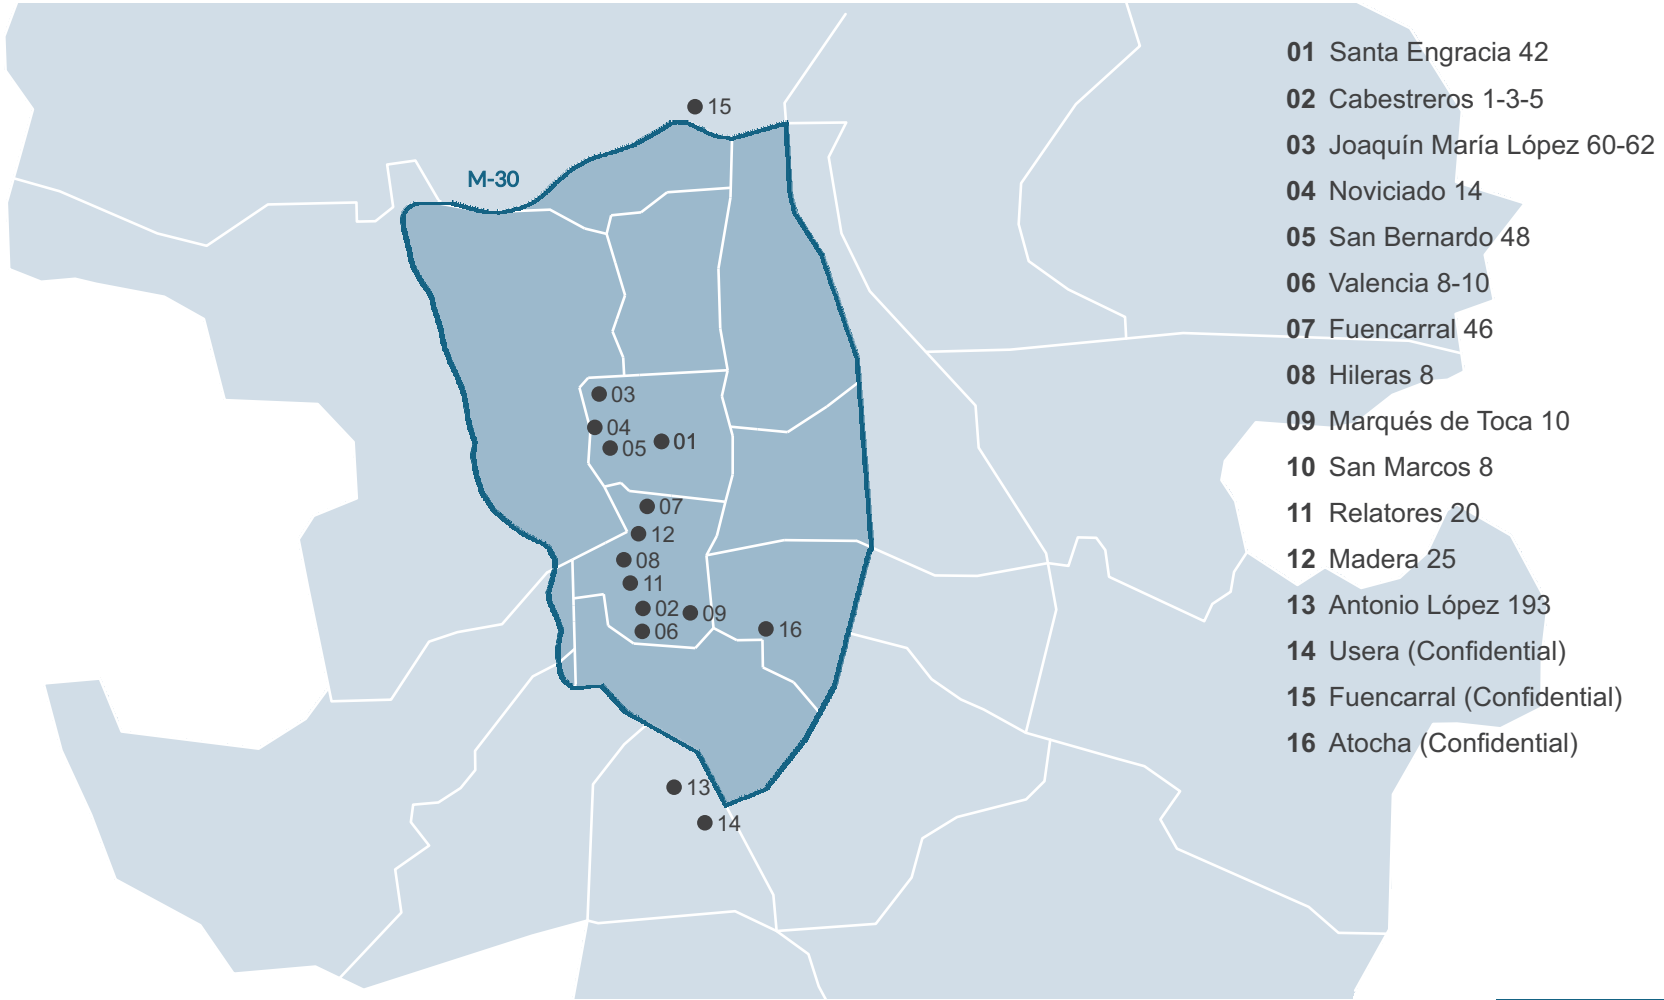 15
M-30
03
04
05
01
07
12
08
11
02
09
06
16
13
14
01 Santa Engracia 42
02 Cabestreros 1-3-5
03 Joaquín María López 60-62
04 Noviciado 14
05 San Bernardo 48
06 Valencia 8-10
07 Fuencarral 46
08 Hileras 8
09 Marqués de Toca 10
10 San Marcos 8
11 Relatores 20
12 Madera 25
13 Antonio López 193
14 Usera (Confidential)
15 Fuencarral (Confidential)
16 Atocha (Confidential)